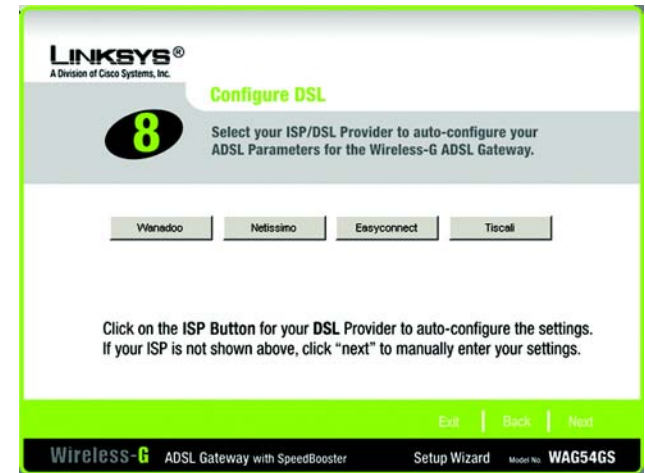 LINKSYS®
A Division of Cisco Systems, Inc.
Configure DSL
8
Select your ISP/DSL Provider to auto-configure your
ADSL Parameters for the Wireless-G ADSL Gateway.
Wanadoo Netissimo Easyconnect Tiscali
Click on the ISP Button for your DSL Provider to auto-configure the settings.
If your ISP is not shown above, click “next” to manually enter your settings.
Exit | Back | Next
Wireless-G ADSL Gateway with SpeedBooster Setup Wizard Model No. WAG54GS